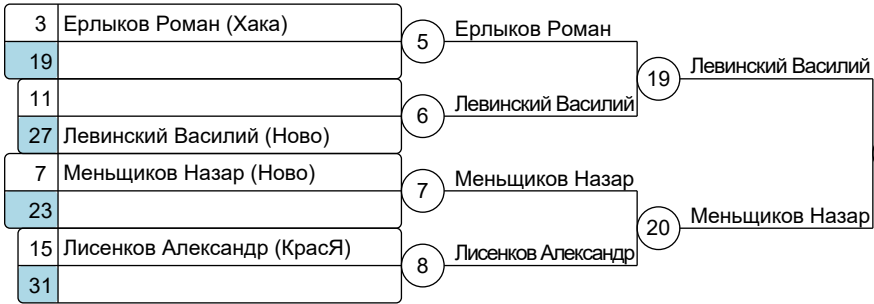 3 Ерлыков Роман (Хака)
19
5 Ерлыков Роман
11
27 Левинский Василий (Ново)
6 Левинский Василий
19 Левинский Василий
7 Меньщиков Назар (Ново)
23
7 Меньщиков Назар
15 Лисенков Александр (КрасЯ)
31
8 Лисенков Александр
20 Меньщиков Назар